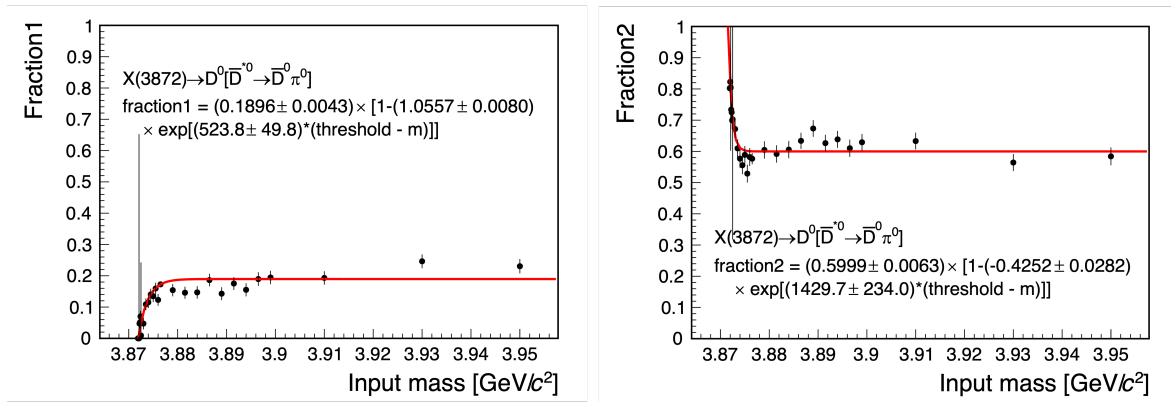 Fraction1
1
0.9
0.8
0.7
0.6
0.5
0.4
0.3
0.2
0.1
0
X(3872)→D⁰[D̅*⁰→D̅⁰π⁰]
fraction1 = (0.1896± 0.0043)× [1-(1.0557± 0.0080)
× exp[(523.8± 49.8)*(threshold - m)]]
3.87 3.88 3.89 3.9 3.91 3.92 3.93 3.94 3.95
Input mass [GeV/c²]
Fraction2
1
0.9
0.8
0.7
0.6
0.5
0.4
0.3
0.2
0.1
0
X(3872)→D⁰[D̅*⁰→D̅⁰π⁰]
fraction2 = (0.5999± 0.0063)× [1-(-0.4252± 0.0282)
× exp[(1429.7± 234.0)*(threshold - m)]]
3.87 3.88 3.89 3.9 3.91 3.92 3.93 3.94 3.95
Input mass [GeV/c²]